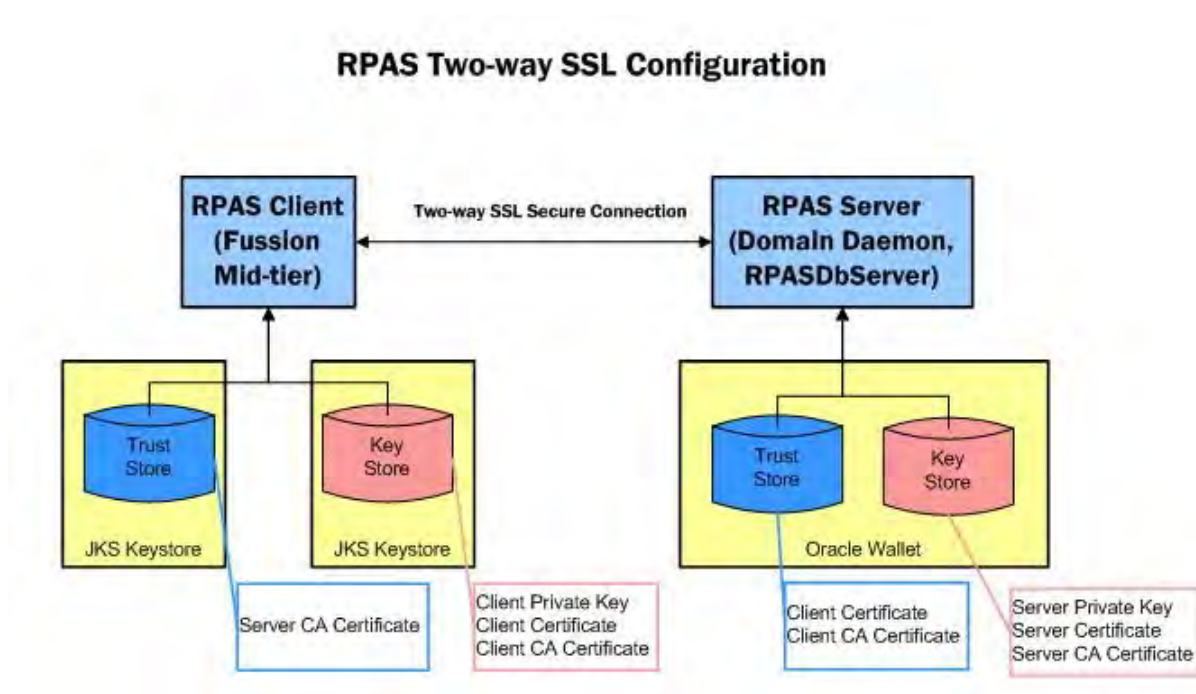 RPAS Two-way SSL Configuration
RPAS Client
(Fussion
Mid-tier)
Two-way SSL Secure Connection
RPAS Server
(Domain Daemon,
RPASDbServer)
Trust
Store
JKS Keystore
Key
Store
JKS Keystore
Trust
Store
Key
Store
Oracle Wallet
Server CA Certificate
Client Private Key
Client Certificate
Client CA Certificate
Client Certificate
Client CA Certificate
Server Private Key
Server Certificate
Server CA Certificate